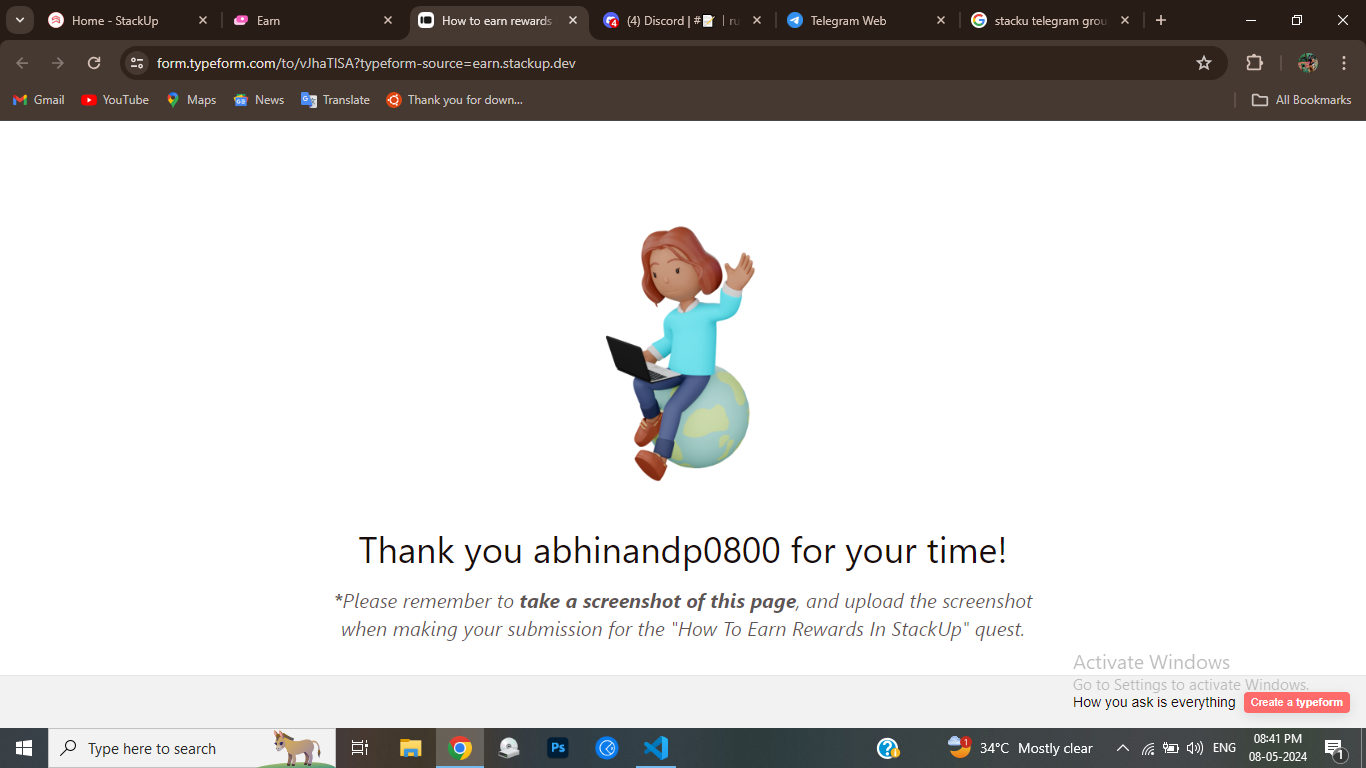 Home - StackUp
Earn
How to earn rewards
(4) Discord | #📝 | ru
Telegram Web
stacku telegram grou
form.typeform.com/to/vJhaTlSA?typeform-source=earn.stackup.dev
Gmail
YouTube
Maps
News
Translate
Thank you for down...
All Bookmarks
Thank you abhinandp0800 for your time!
*Please remember to take a screenshot of this page, and upload the screenshot
when making your submission for the "How To Earn Rewards In StackUp" quest.
Activate Windows
Go to Settings to activate Windows.
How you ask is everything
Create a typeform
Type here to search
Ps
1
34°C Mostly clear
ENG
08:41 PM
08-05-2024
1